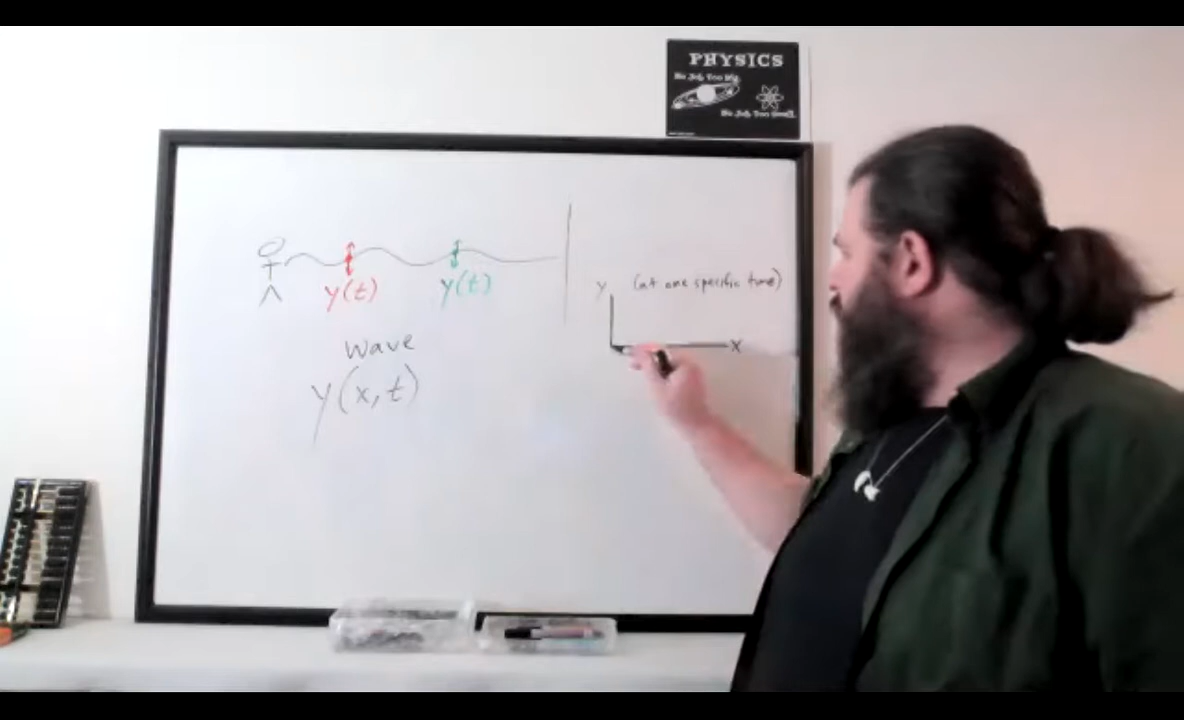 PHYSICS
No Job Too Big
No Job Too Small
y(t) y(t)
wave
y(x,t)
y (at one specific time)
x